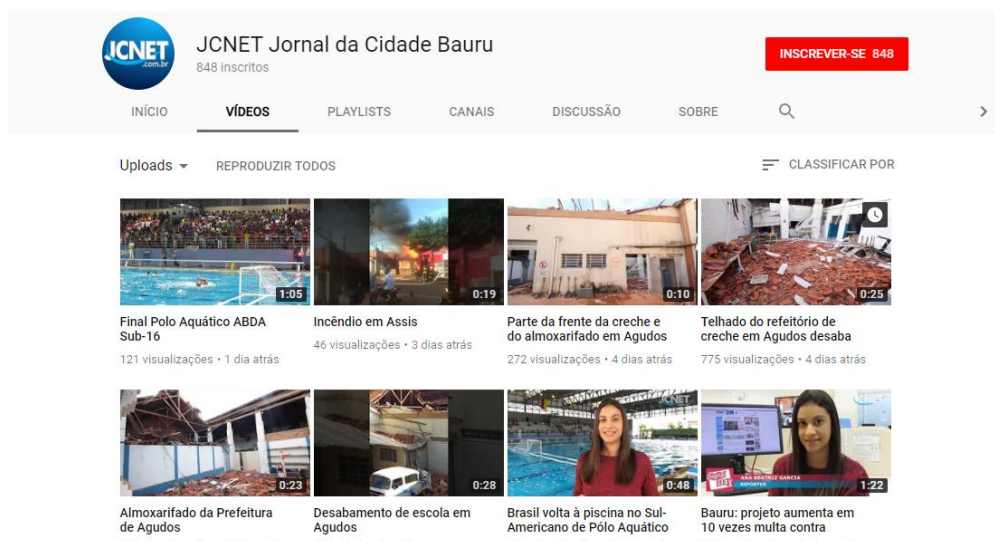 JCNET
.com.br
JCNET Jornal da Cidade Bauru
848 inscritos
INSCREVER-SE 848
INÍCIO VÍDEOS PLAYLISTS CANAIS DISCUSSÃO SOBRE
Uploads REPRODUZIR TODOS CLASSIFICAR POR
1:05 0:19 0:10 0:25
Final Polo Aquático ABDA
Sub-16
121 visualizações • 1 dia atrás
Incêndio em Assis
46 visualizações • 3 dias atrás
Parte da frente da creche e
do almoxarifado em Agudos
272 visualizações • 4 dias atrás
Telhado do refeitório de
creche em Agudos desaba
775 visualizações • 4 dias atrás
JCNET
ANA BEATRIZ GARCIA
REPÓRTER
0:23 0:28 0:48 1:22
Almoxarifado da Prefeitura
de Agudos
Desabamento de escola em
Agudos
Brasil volta à piscina no Sul-
Americano de Pólo Aquático
Bauru: projeto aumenta em
10 vezes multa contra